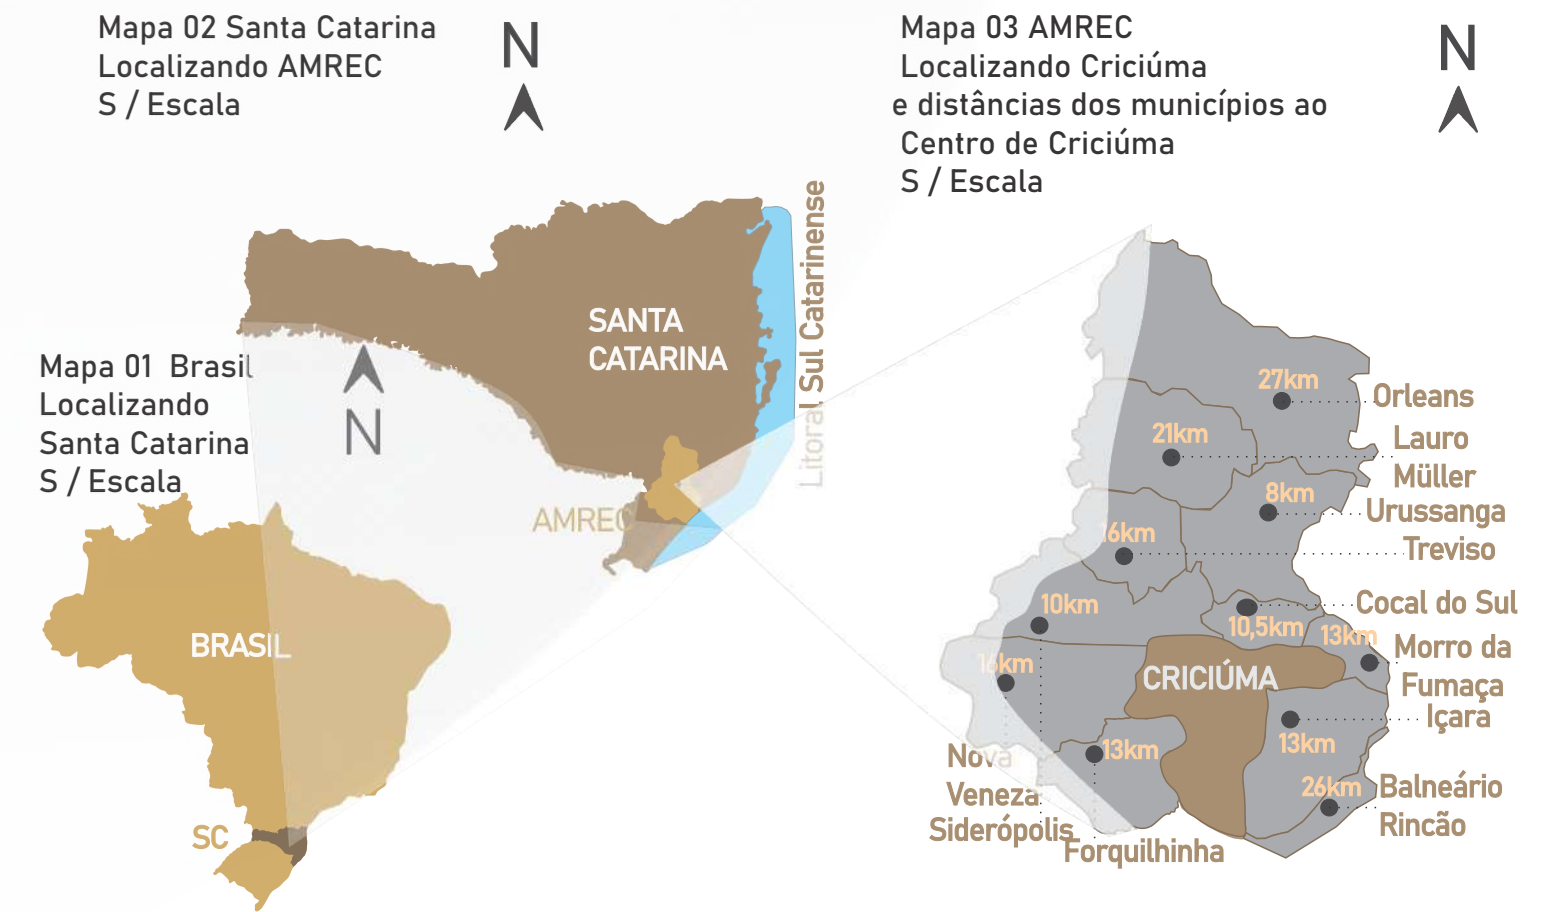 Mapa 02 Santa Catarina
Localizando AMREC
S / Escala
N
Mapa 03 AMREC
Localizando Criciúma
e distâncias dos municípios ao
Centro de Criciúma
S / Escala
N
Litoral Sul Catarinense
SANTA
CATARINA
AMREC
Mapa 01 Brasil
Localizando
Santa Catarina
S / Escala
N
BRASIL
SC
27km
Orleans
21km
Lauro
Müller
8km
Urussanga
16km
Treviso
10km
Cocal do Sul
10,5km
13km
Morro da
Fumaça
16km
CRICIÚMA
Içara
13km
13km
Nova
Veneza
Siderópolis
Forquilhinha
26km
Balneário
Rincão